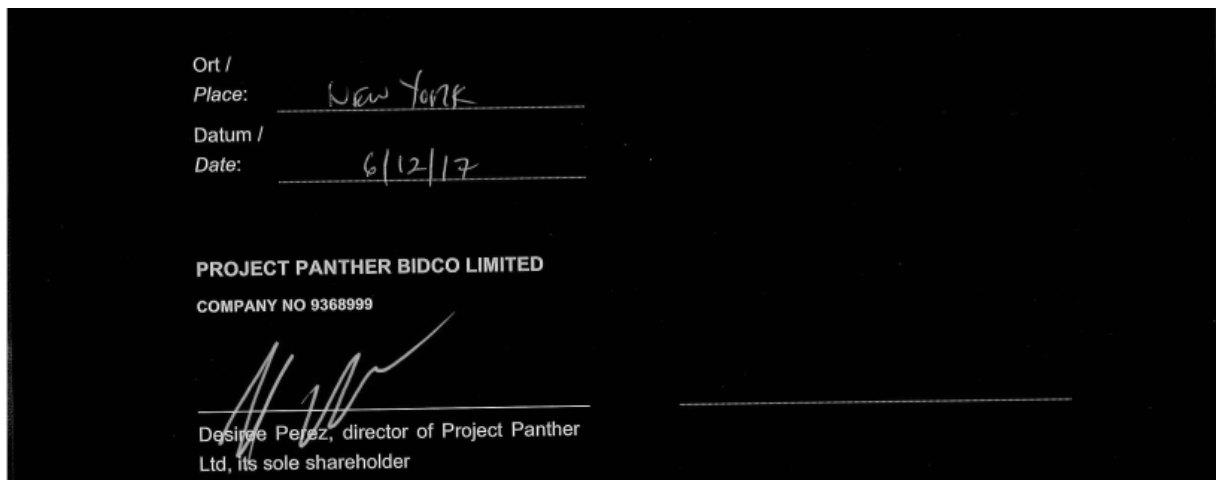 Ort /
Place: New York
Datum /
Date: 6/12/17
PROJECT PANTHER BIDCO LIMITED
COMPANY NO 9368999
Desiree Perez, director of Project Panther
Ltd, its sole shareholder